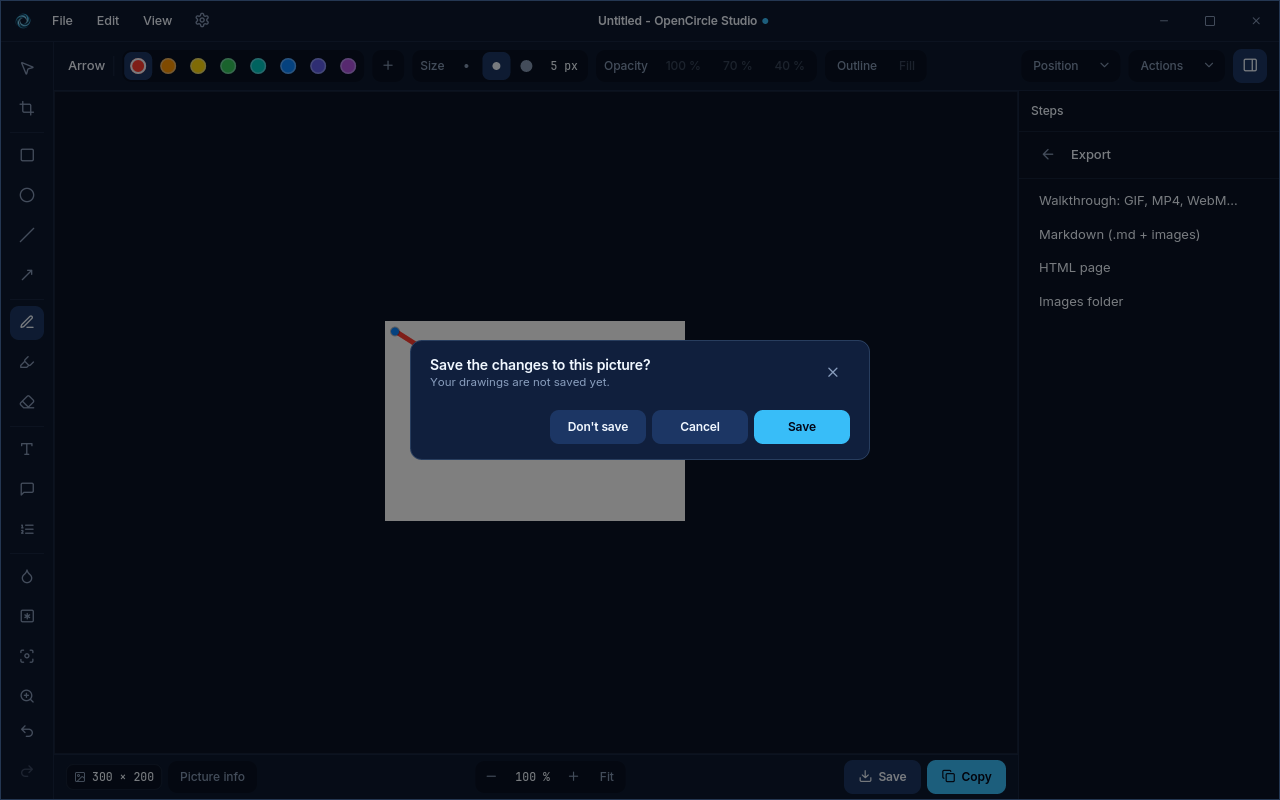 File Edit View
Untitled - OpenCircle Studio
Arrow
Size
5 px
Opacity 100 % 70 % 40 %
Outline Fill
Position
Actions
Steps
Export
Walkthrough: GIF, MP4, WebM...
Markdown (.md + images)
HTML page
Images folder
Save the changes to this picture?
Your drawings are not saved yet.
Don't save Cancel Save
300 × 200
Picture info
100 %
Fit
Save
Copy